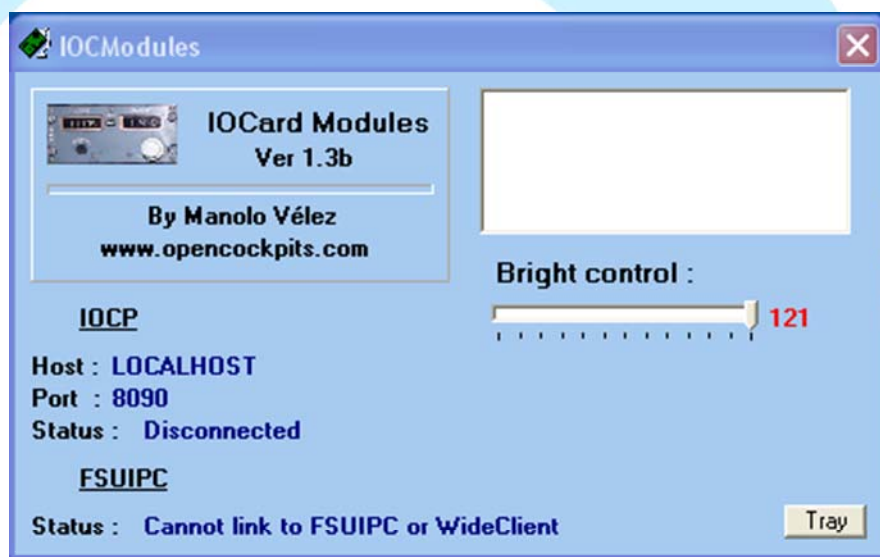 IOCModules
IOCard Modules
Ver 1.3b
By Manolo Vélez
www.opencockpits.com
Bright control :
121
IOCP
Host : LOCALHOST
Port : 8090
Status : Disconnected
FSUIPC
Status : Cannot link to FSUIPC or WideClient
Tray